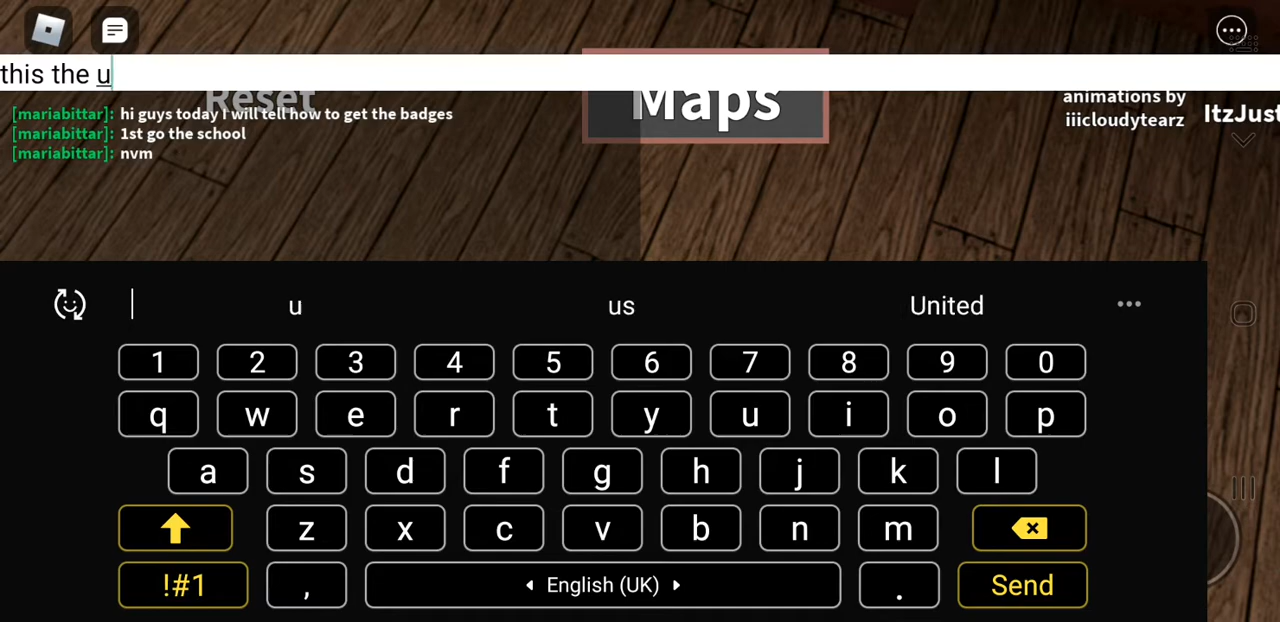 this the u
Reset
Maps
animations by
iiicloudytearz
ItzJust
[mariabittar]: hi guys today I will tell how to get the badges
[mariabittar]: 1st go the school
[mariabittar]: nvm
u us United
1 2 3 4 5 6 7 8 9 0
q w e r t y u i o p
a s d f g h j k l
z x c v b n m
!#1 , English (UK) . Send